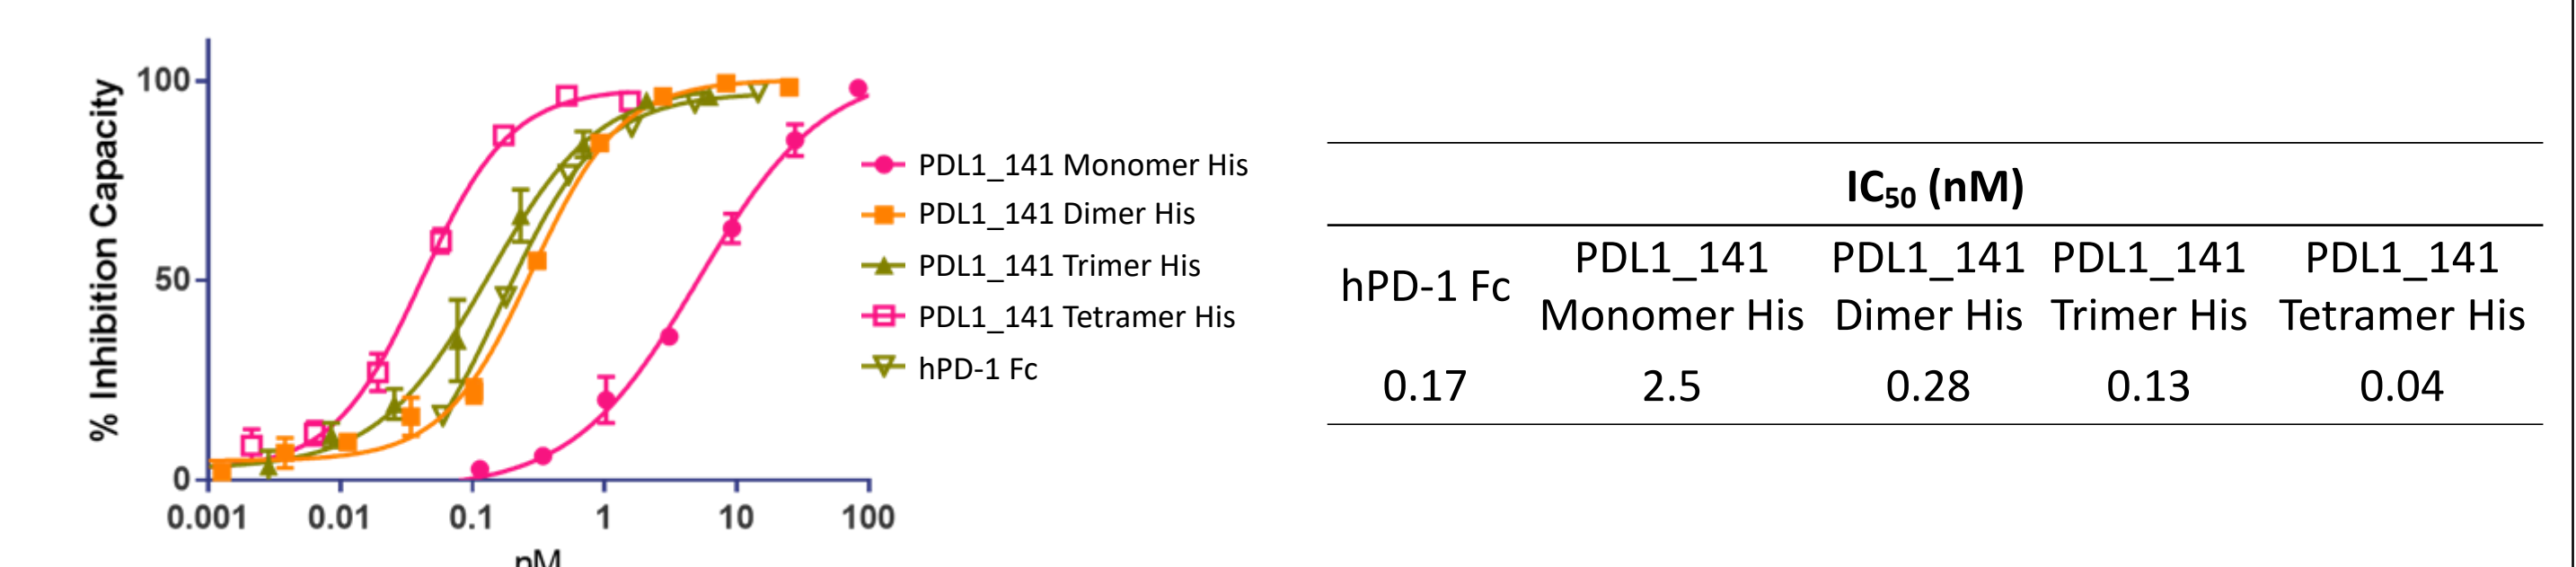 % Inhibition Capacity
100
50
0
0.001 0.01 0.1 1 10 100
nM
PDL1_141 Monomer His
PDL1_141 Dimer His
PDL1_141 Trimer His
PDL1_141 Tetramer His
hPD-1 Fc
IC50 (nM)
hPD-1 Fc
PDL1_141 Monomer His
PDL1_141 Dimer His
PDL1_141 Trimer His
PDL1_141 Tetramer His
0.17 2.5 0.28 0.13 0.04